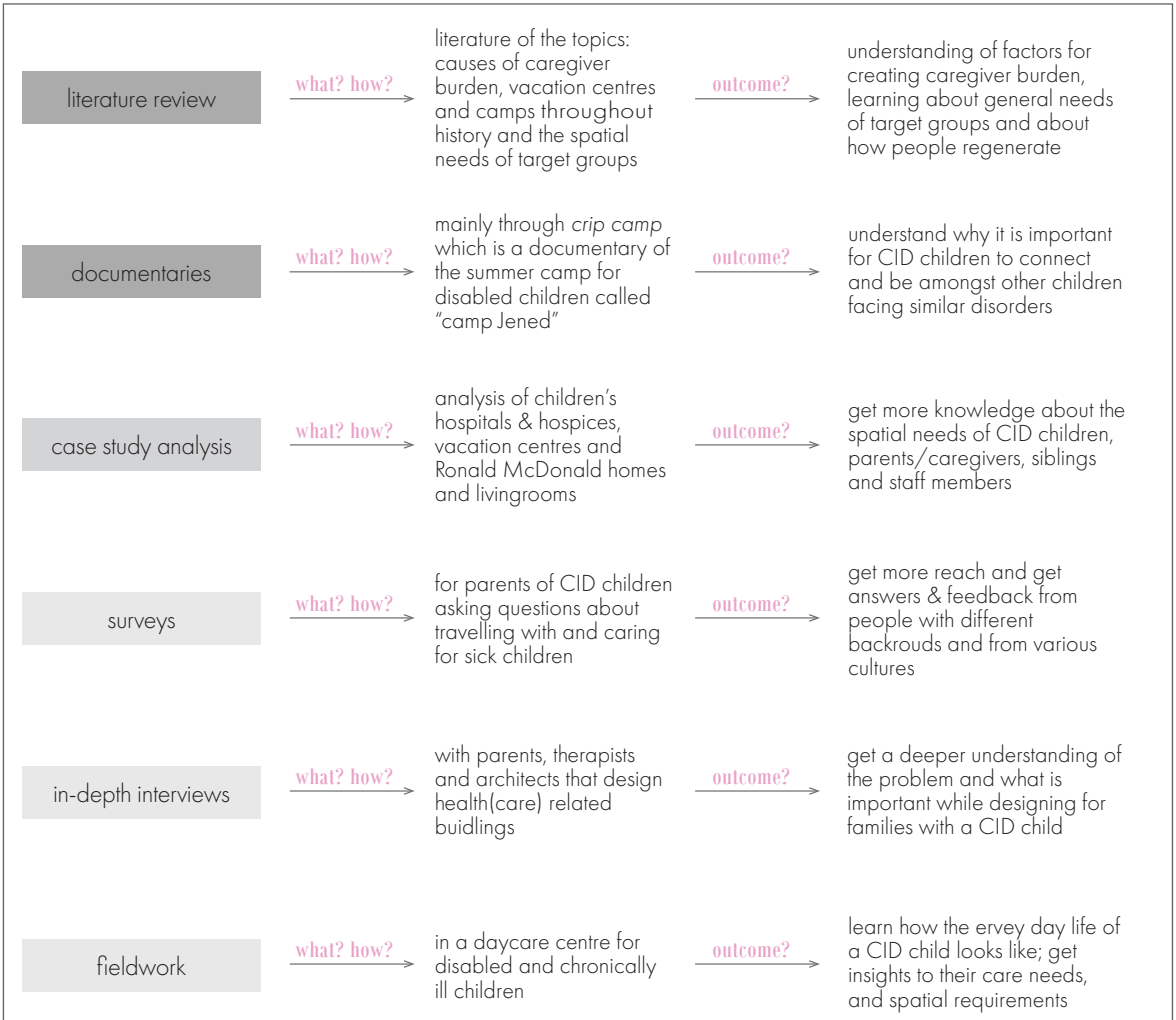 literature review
what? how?
literature of the topics:
causes of caregiver
burden, vacation centres
and camps throughout
history and the spatial
needs of target groups
outcome?
understanding of factors for
creating caregiver burden,
learning about general needs
of target groups and about
how people regenerate
documentaries
what? how?
mainly through crip camp
which is a documentary of
the summer camp for
disabled children called
“camp Jened”
outcome?
understand why it is important
for CID children to connect
and be amongst other children
facing similar disorders
case study analysis
what? how?
analysis of children’s
hospitals & hospices,
vacation centres and
Ronald McDonald homes
and livingrooms
outcome?
get more knowledge about the
spatial needs of CID children,
parents/caregivers, siblings
and staff members
surveys
what? how?
for parents of CID children
asking questions about
travelling with and caring
for sick children
outcome?
get more reach and get
answers & feedback from
people with different
backrouds and from various
cultures
in-depth interviews
what? how?
with parents, therapists
and architects that design
health(care) related
buidlings
outcome?
get a deeper understanding of
the problem and what is
important while designing for
families with a CID child
fieldwork
what? how?
in a daycare centre for
disabled and chronically
ill children
outcome?
learn how the ervey day life of
a CID child looks like; get
insights to their care needs,
and spatial requirements